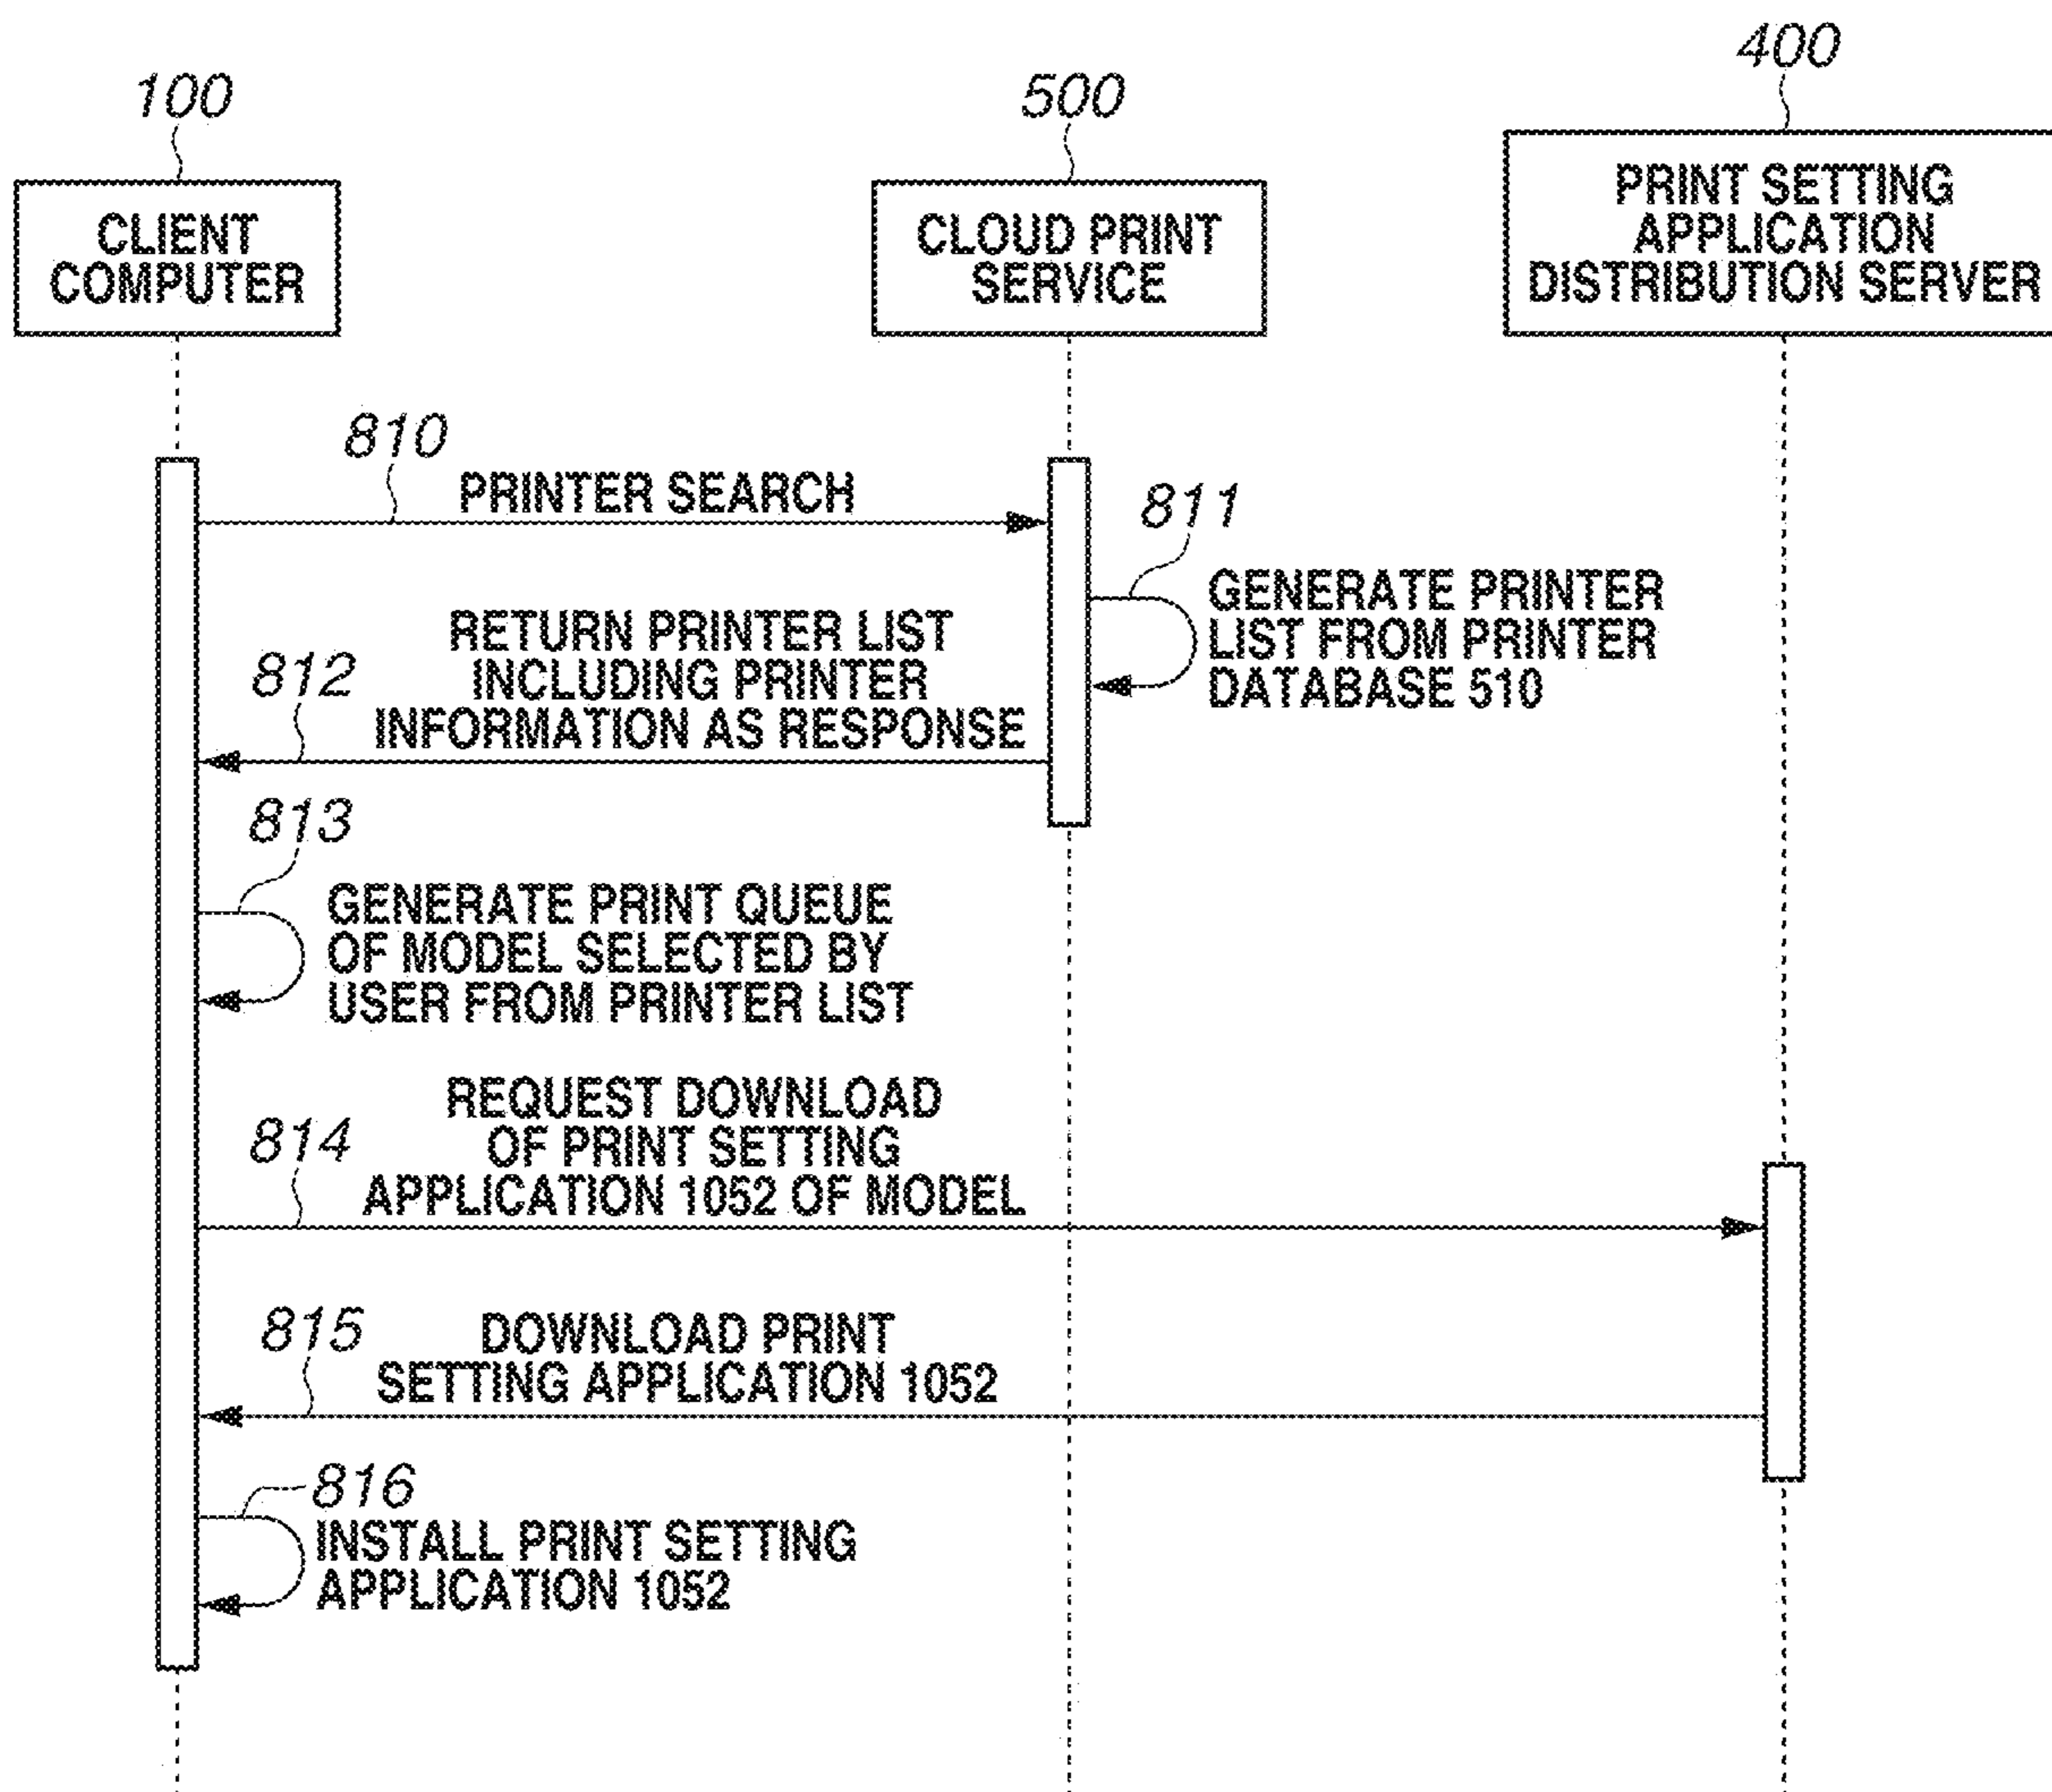 400
100
500
PRINT SETTING
APPLICATION
DISTRIBUTION SERVER
CLIENT
COMPUTER
CLOUD PRINT
SERVICE
810
PRINTER SEARCH
811
GENERATE PRINTER
LIST FROM PRINTER
DATABASE 510
812
RETURN PRINTER LIST
INCLUDING PRINTER
INFORMATION AS RESPONSE
813
GENERATE PRINT QUEUE
OF MODEL SELECTED BY
USER FROM PRINTER LIST
814
REQUEST DOWNLOAD
OF PRINT SETTING
APPLICATION 1052 OF MODEL
815
DOWNLOAD PRINT
SETTING APPLICATION 1052
816
INSTALL PRINT SETTING
APPLICATION 1052